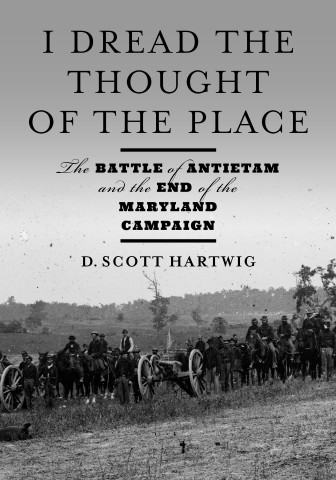 I DREAD THE
THOUGHT
OF THE PLACE
The BATTLE of ANTIETAM
and the END of the
MARYLAND
CAMPAIGN
D. SCOTT HARTWIG